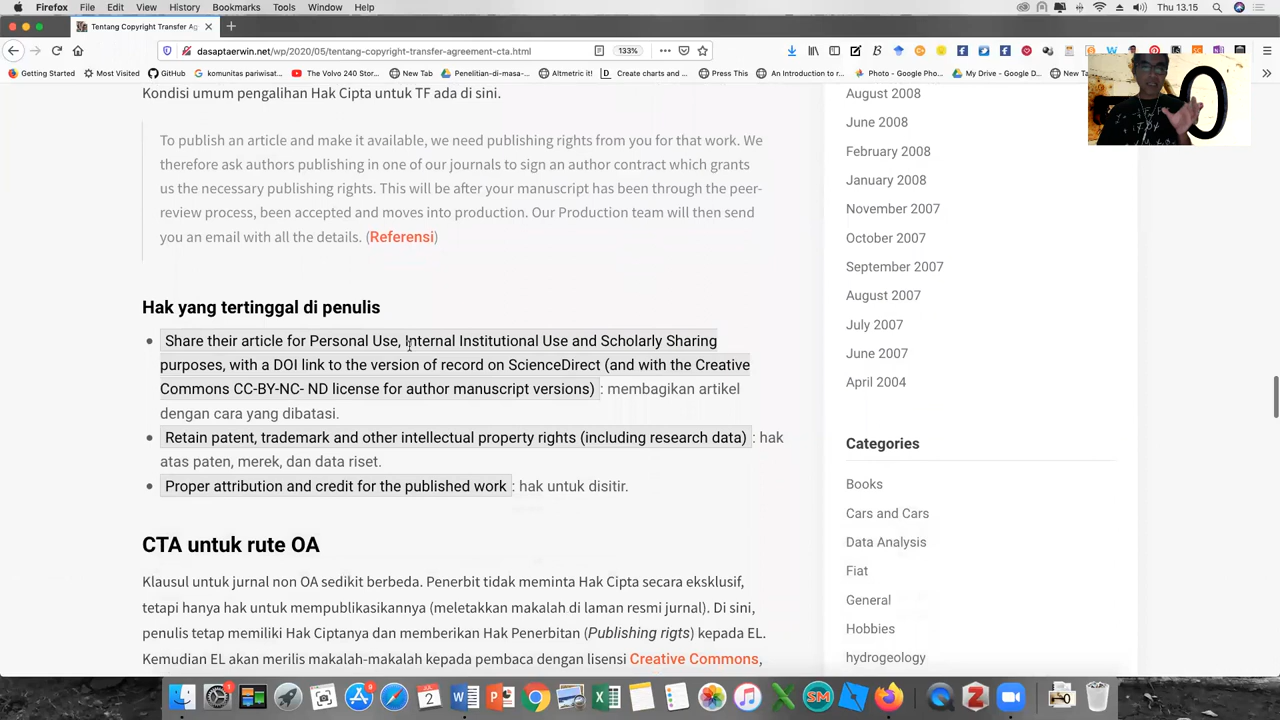 Firefox File Edit View History Bookmarks Tools Window Help
Thu 13.15
Tentang Copyright Transfer Ag
dasaptaerwin.net/wp/2020/05/tentang-copyright-transfer-agreement-cta.html
133%
Getting Started
Most Visited
GitHub
komunitas pariwisat...
The Volvo 240 Stor...
New Tab
Penelitian-di-masa-...
Altmetric it!
Create charts and ...
Press This
An Introduction to r...
Photo - Google Pho...
My Drive - Google D...
New Ta
Kondisi umum pengalihan Hak Cipta untuk TF ada di sini.
To publish an article and make it available, we need publishing rights from you for that work. We
therefore ask authors publishing in one of our journals to sign an author contract which grants
us the necessary publishing rights. This will be after your manuscript has been through the peer-
review process, been accepted and moves into production. Our Production team will then send
you an email with all the details. (Referensi)
Hak yang tertinggal di penulis
Share their article for Personal Use, Internal Institutional Use and Scholarly Sharing
purposes, with a DOI link to the version of record on ScienceDirect (and with the Creative
Commons CC-BY-NC- ND license for author manuscript versions) : membagikan artikel
dengan cara yang dibatasi.
Retain patent, trademark and other intellectual property rights (including research data) : hak
atas paten, merek, dan data riset.
Proper attribution and credit for the published work : hak untuk disitir.
CTA untuk rute OA
Klausul untuk jurnal non OA sedikit berbeda. Penerbit tidak meminta Hak Cipta secara eksklusif,
tetapi hanya hak untuk mempublikasikannya (meletakkan makalah di laman resmi jurnal). Di sini,
penulis tetap memiliki Hak Ciptanya dan memberikan Hak Penerbitan (Publishing rigts) kepada EL.
Kemudian EL akan merilis makalah-makalah kepada pembaca dengan lisensi Creative Commons,
August 2008
June 2008
February 2008
January 2008
November 2007
October 2007
September 2007
August 2007
July 2007
June 2007
April 2004
Categories
Books
Cars and Cars
Data Analysis
Fiat
General
Hobbies
hydrogeology